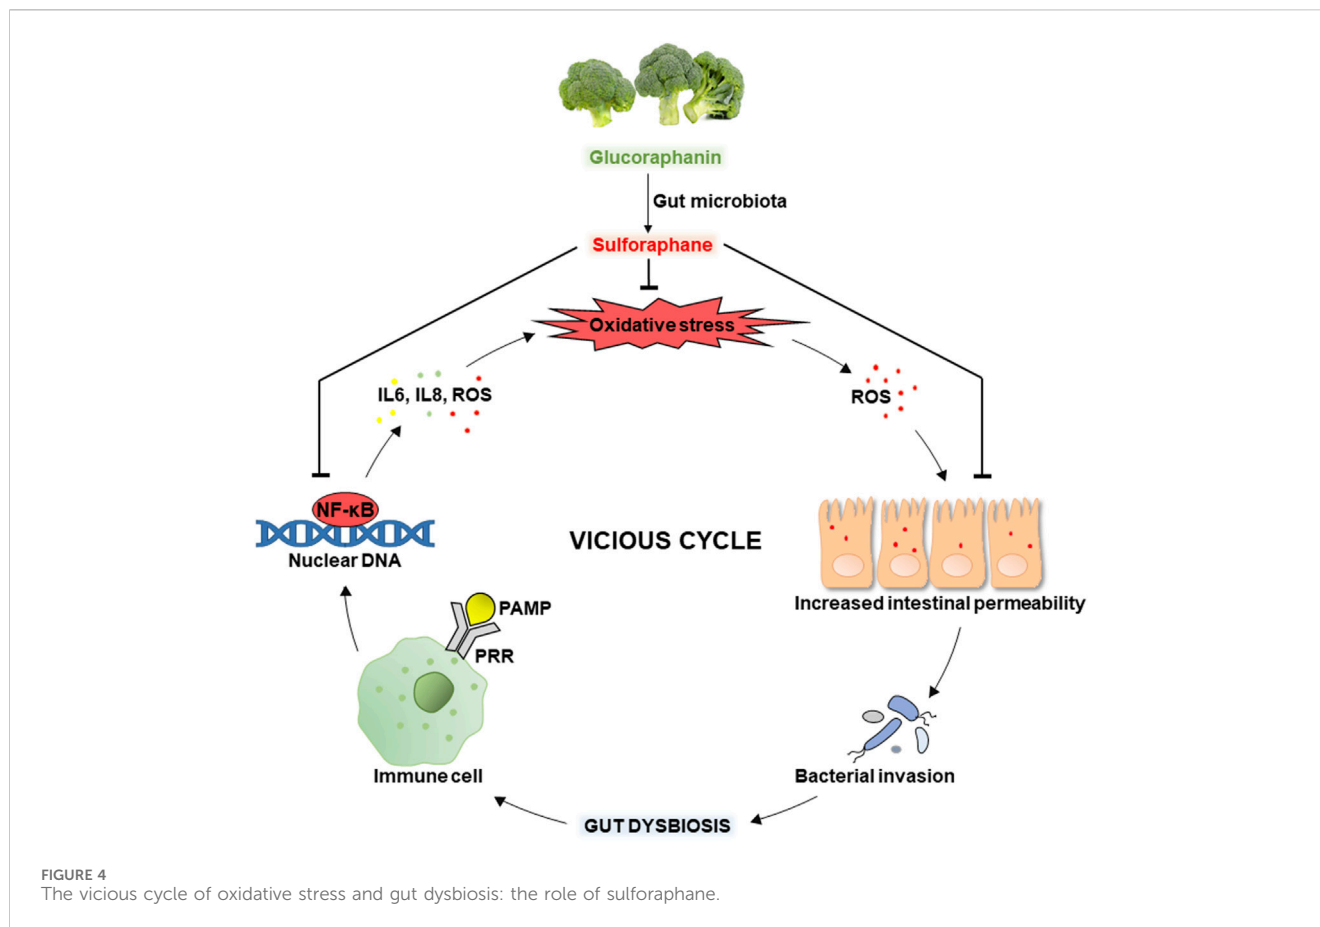 Glucoraphanin
Gut microbiota
Sulforaphane
Oxidative stress
IL6, IL8, ROS
ROS
NF-κB
Nuclear DNA
VICIOUS CYCLE
Increased intestinal permeability
PAMP
PRR
Immune cell
Bacterial invasion
GUT DYSBIOSIS
FIGURE 4
The vicious cycle of oxidative stress and gut dysbiosis: the role of sulforaphane.